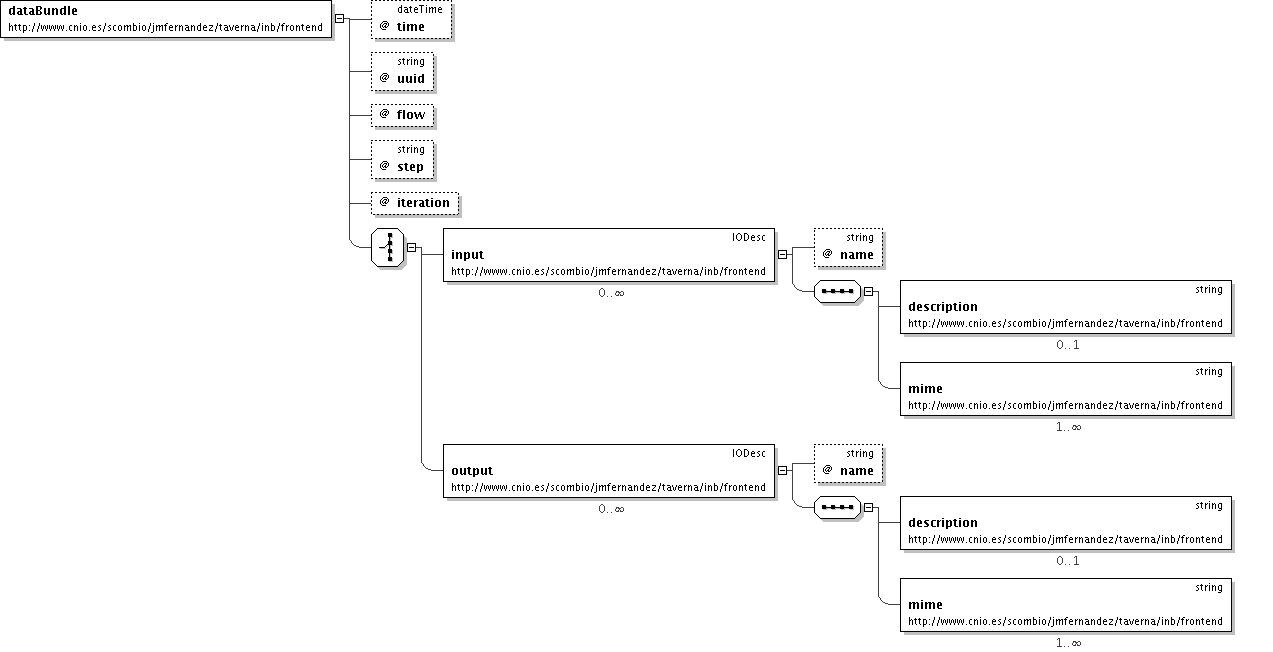 dataBundle
http://www.cnio.es/scombio/jmfernandez/taverna/inb/frontend
dateTime
@ time
string
@ uuid
@ flow
string
@ step
@ iteration
IODesc
input
http://www.cnio.es/scombio/jmfernandez/taverna/inb/frontend
0..∞
string
@ name
string
description
http://www.cnio.es/scombio/jmfernandez/taverna/inb/frontend
0..1
string
mime
http://www.cnio.es/scombio/jmfernandez/taverna/inb/frontend
1..∞
IODesc
output
http://www.cnio.es/scombio/jmfernandez/taverna/inb/frontend
0..∞
string
@ name
string
description
http://www.cnio.es/scombio/jmfernandez/taverna/inb/frontend
0..1
string
mime
http://www.cnio.es/scombio/jmfernandez/taverna/inb/frontend
1..∞